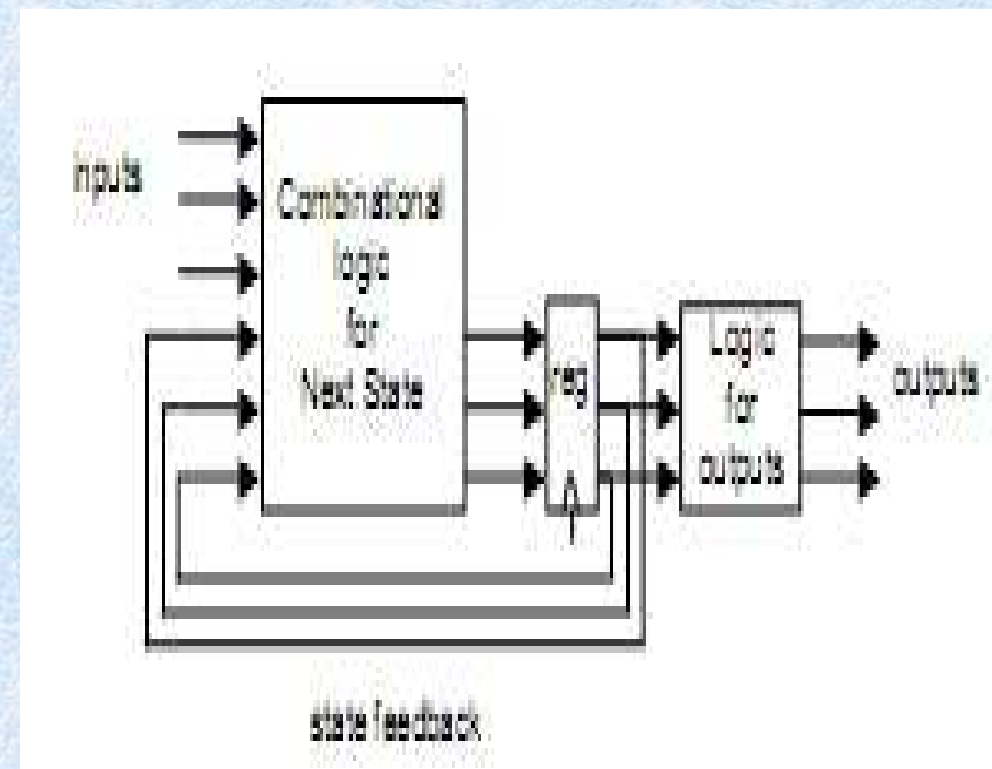 inputs
Combinational
logic
for
Next State
reg
Logic
for
outputs
outputs
state feedback